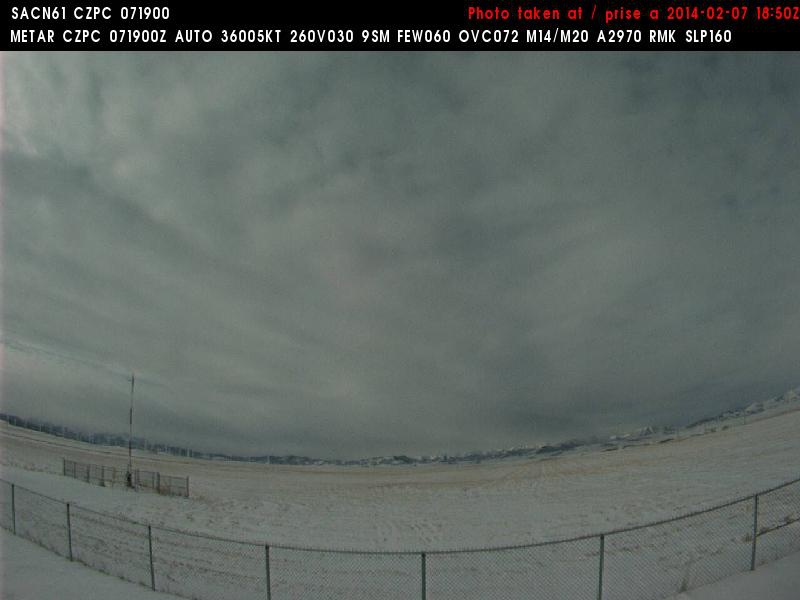 SACN61 CZPC 071900
Photo taken at / prise a 2014-02-07 18:50Z
METAR CZPC 071900Z AUTO 36005KT 260V030 9SM FEW060 OVC072 M14/M20 A2970 RMK SLP160